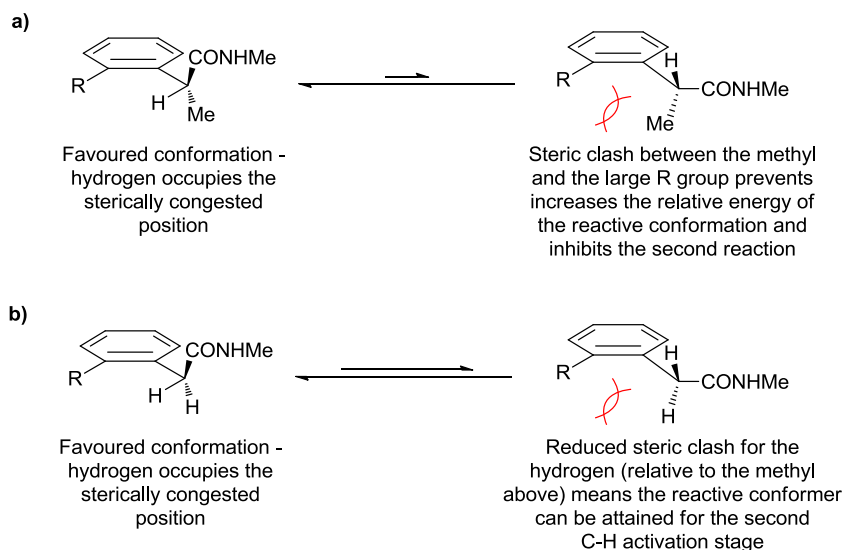 a)
CONHMe
R
H
Me
Favoured conformation -
hydrogen occupies the
sterically congested
position
R
H
CONHMe
Me
Steric clash between the methyl
and the large R group prevents
increases the relative energy of
the reactive conformation and
inhibits the second reaction
b)
CONHMe
R
H
H
Favoured conformation -
hydrogen occupies the
sterically congested
position
R
H
CONHMe
H
Reduced steric clash for the
hydrogen (relative to the methyl
above) means the reactive conformer
can be attained for the second
C-H activation stage